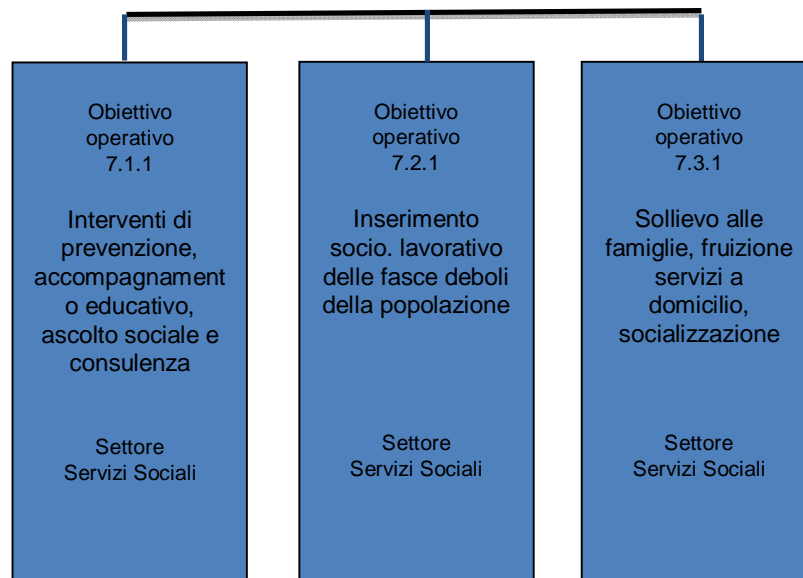 Obiettivo
operativo
7.1.1
Interventi di
prevenzione,
accompagnament
o educativo,
ascolto sociale e
consulenza
Settore
Servizi Sociali
Obiettivo
operativo
7.2.1
Inserimento
socio. lavorativo
delle fasce deboli
della popolazione
Settore
Servizi Sociali
Obiettivo
operativo
7.3.1
Sollievo alle
famiglie, fruizione
servizi a
domicilio,
socializzazione
Settore
Servizi Sociali